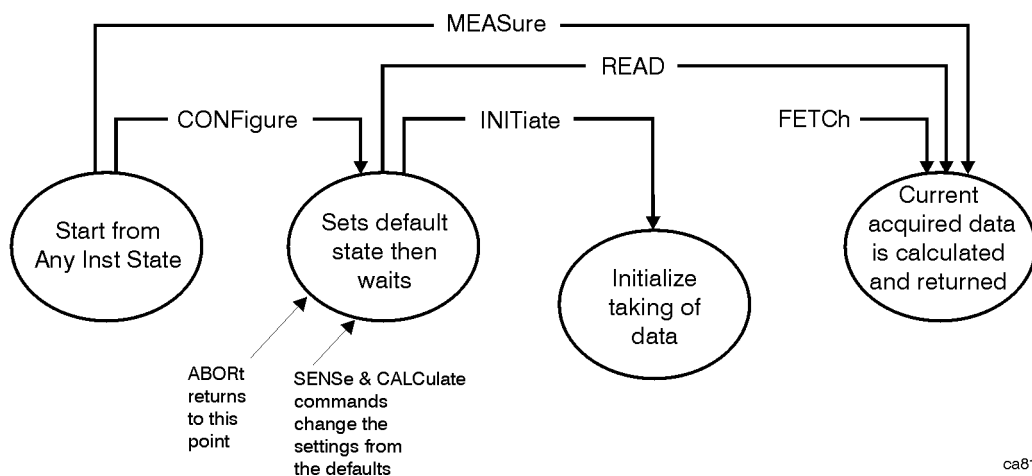 MEASure
READ
CONFigure
INITiate
FETCh
Start from
Any Inst State
Sets default
state then
waits
Initialize
taking of
data
Current
acquired data
is calculated
and returned
ABORt
returns
to this
point
SENSe & CALCulate
commands
change the
settings from
the defaults